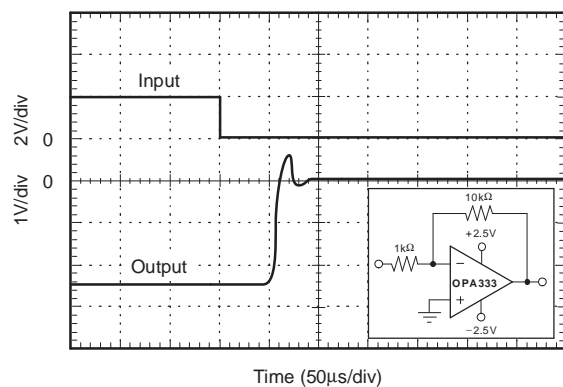 Input
2V/div
0
1V/div
0
Output
10kΩ
+2.5V
1kΩ
−
OPA333
+
−2.5V
Time (50μs/div)